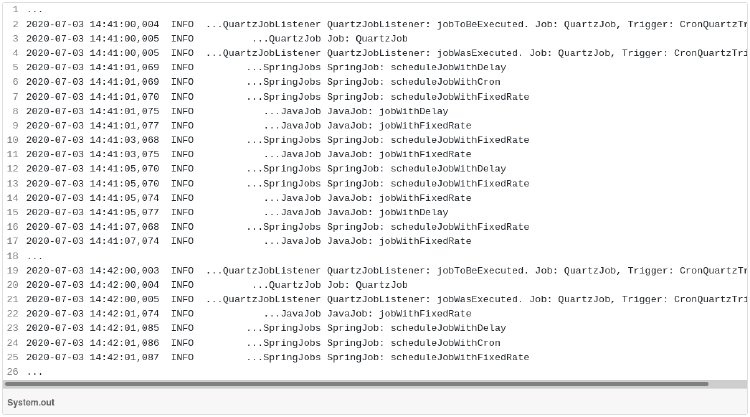 1 ...
2 2020-07-03 14:41:00,004 INFO ...QuartzJobListener QuartzJobListener: jobToBeExecuted. Job: QuartzJob, Trigger: CronQuartzTr
3 2020-07-03 14:41:00,005 INFO ...QuartzJob Job: QuartzJob
4 2020-07-03 14:41:00,005 INFO ...QuartzJobListener QuartzJobListener: jobWasExecuted. Job: QuartzJob, Trigger: CronQuartzTri
5 2020-07-03 14:41:01,069 INFO ...SpringJobs SpringJob: scheduleJobWithDelay
6 2020-07-03 14:41:01,069 INFO ...SpringJobs SpringJob: scheduleJobWithCron
7 2020-07-03 14:41:01,070 INFO ...SpringJobs SpringJob: scheduleJobWithFixedRate
8 2020-07-03 14:41:01,075 INFO ...JavaJob JavaJob: jobWithDelay
9 2020-07-03 14:41:01,077 INFO ...JavaJob JavaJob: jobWithFixedRate
10 2020-07-03 14:41:03,068 INFO ...SpringJobs SpringJob: scheduleJobWithFixedRate
11 2020-07-03 14:41:03,075 INFO ...JavaJob JavaJob: jobWithFixedRate
12 2020-07-03 14:41:05,070 INFO ...SpringJobs SpringJob: scheduleJobWithDelay
13 2020-07-03 14:41:05,070 INFO ...SpringJobs SpringJob: scheduleJobWithFixedRate
14 2020-07-03 14:41:05,074 INFO ...JavaJob JavaJob: jobWithFixedRate
15 2020-07-03 14:41:05,077 INFO ...JavaJob JavaJob: jobWithDelay
16 2020-07-03 14:41:07,068 INFO ...SpringJobs SpringJob: scheduleJobWithFixedRate
17 2020-07-03 14:41:07,074 INFO ...JavaJob JavaJob: jobWithFixedRate
18 ...
19 2020-07-03 14:42:00,003 INFO ...QuartzJobListener QuartzJobListener: jobToBeExecuted. Job: QuartzJob, Trigger: CronQuartzTr
20 2020-07-03 14:42:00,004 INFO ...QuartzJob Job: QuartzJob
21 2020-07-03 14:42:00,005 INFO ...QuartzJobListener QuartzJobListener: jobWasExecuted. Job: QuartzJob, Trigger: CronQuartzTri
22 2020-07-03 14:42:01,074 INFO ...JavaJob JavaJob: jobWithFixedRate
23 2020-07-03 14:42:01,085 INFO ...SpringJobs SpringJob: scheduleJobWithDelay
24 2020-07-03 14:42:01,086 INFO ...SpringJobs SpringJob: scheduleJobWithCron
25 2020-07-03 14:42:01,087 INFO ...SpringJobs SpringJob: scheduleJobWithFixedRate
26 ...
System.out